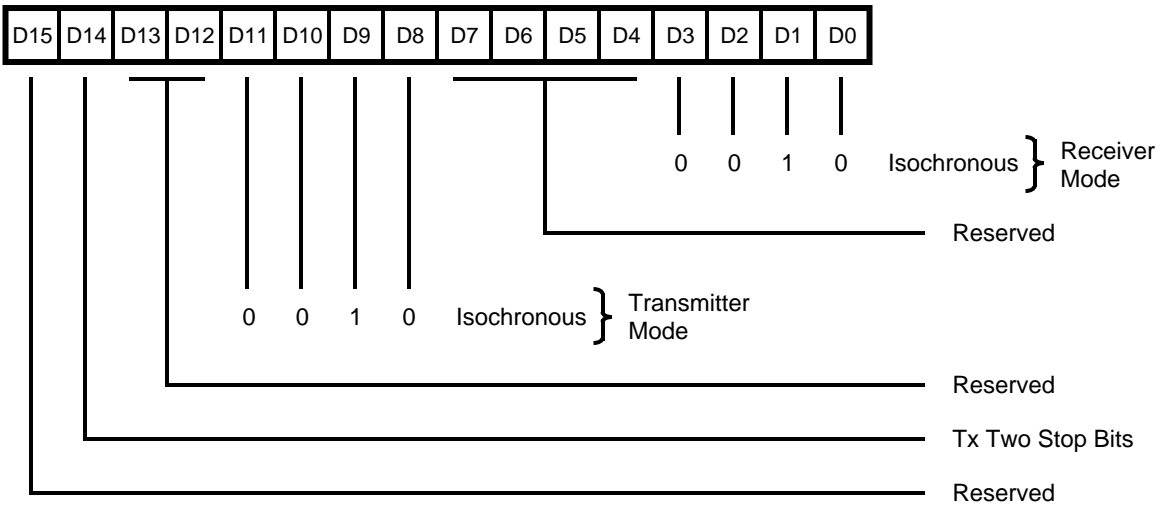 D15 D14 D13 D12 D11 D10 D9 D8 D7 D6 D5 D4 D3 D2 D1 D0
0 0 1 0 Isochronous } Receiver
Mode
Reserved
0 0 1 0 Isochronous } Transmitter
Mode
Reserved
Tx Two Stop Bits
Reserved